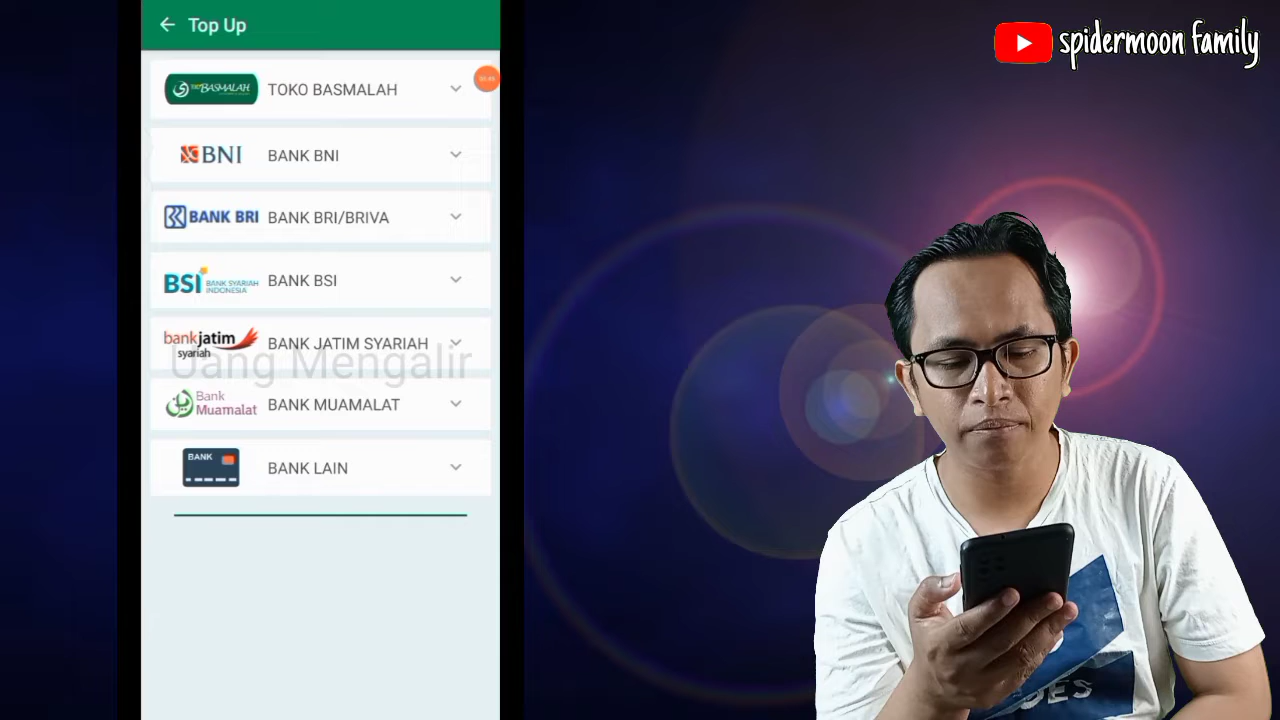 Top Up
TOKO BASMALAH
BNI BANK BNI
BANK BRI BANK BRI/BRIVA
BSI BANK SYARIAH INDONESIA BANK BSI
bankjatim syariah BANK JATIM SYARIAH
Uang Mengalir
Bank Muamalat BANK MUAMALAT
BANK BANK LAIN
spidermoon family